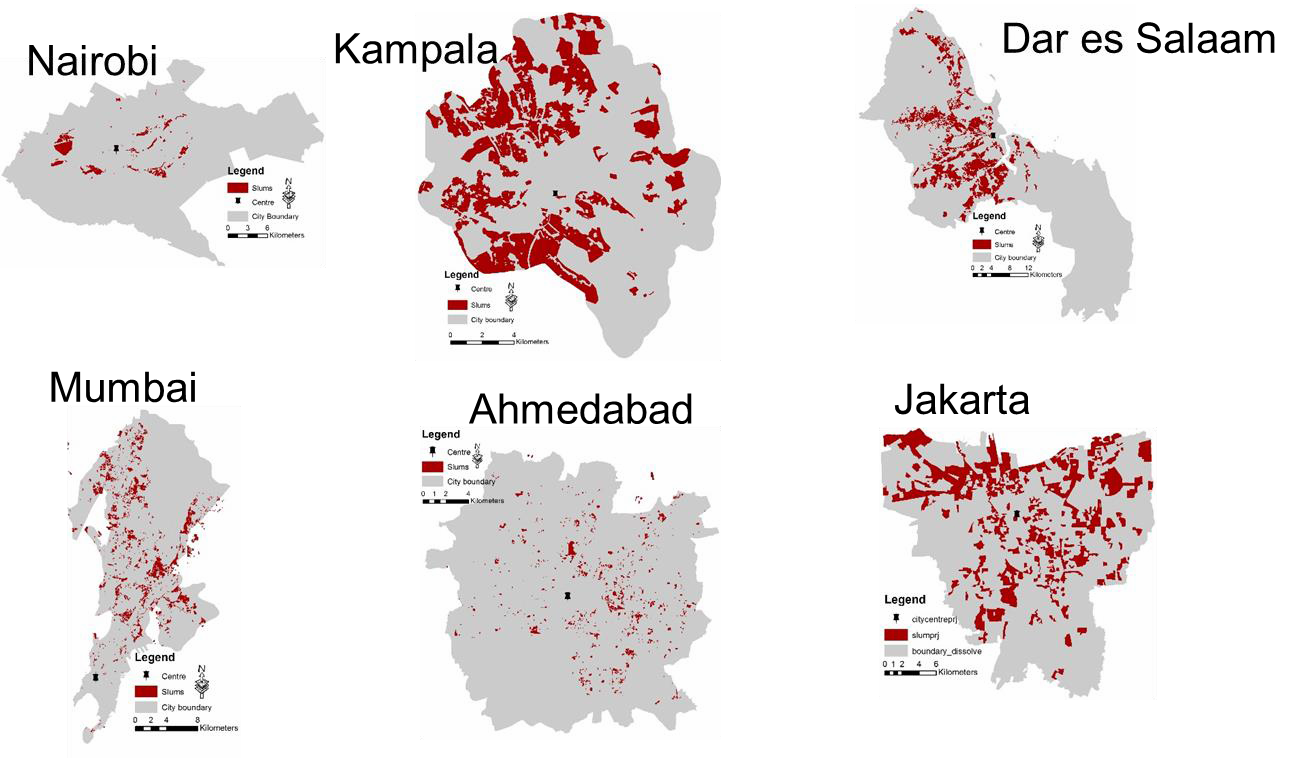 Nairobi
Legend
N
Slums
Centre
City Boundary
0 3 6
Kilometers
Kampala
Legend
N
Centre
Slums
City boundary
0 2 4
Kilometers
Dar es Salaam
Legend
N
Centre
Slums
City boundary
0 2 4 8 12
Kilometers
Mumbai
Legend
N
Centre
Slums
City boundary
0 2 4 8
Kilometers
Ahmedabad
Legend
N
Centre
Slums
City boundary
0 1 2 4
Kilometers
Jakarta
Legend
citycentreprj
slumprj
boundary_dissolve
0 1 2 4 6
Kilometers